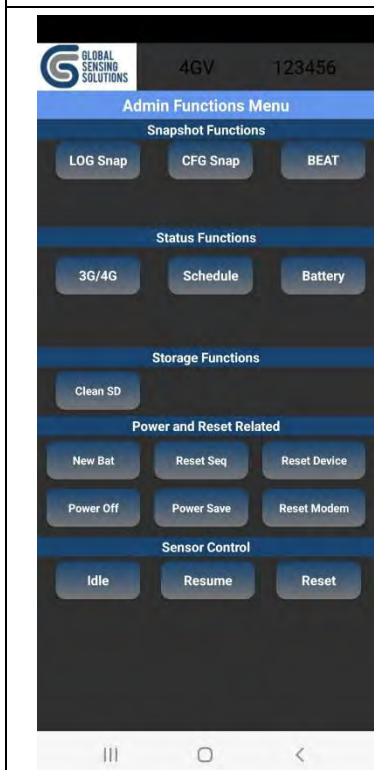 GLOBAL
SENSING
SOLUTIONS
4GV 123456
Admin Functions Menu
Snapshot Functions
LOG Snap CFG Snap BEAT
Status Functions
3G/4G Schedule Battery
Storage Functions
Clean SD
Power and Reset Related
New Bat Reset Seq Reset Device
Power Off Power Save Reset Modem
Sensor Control
Idle Resume Reset